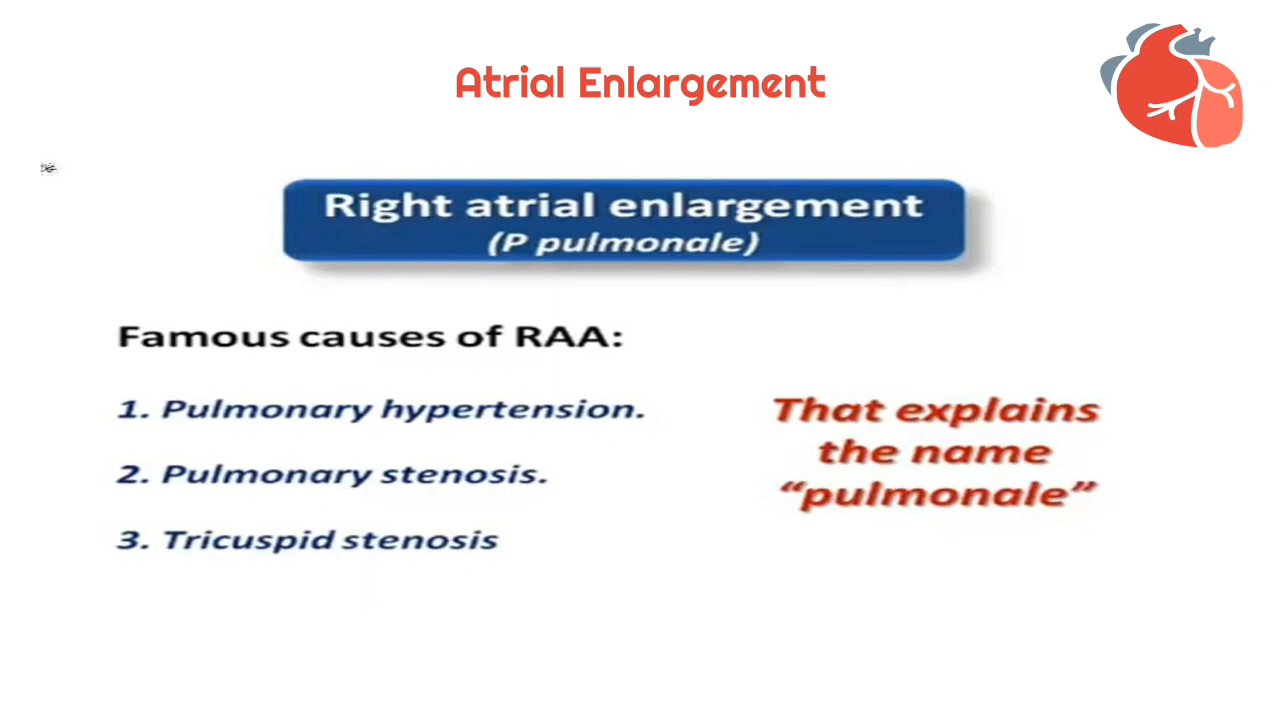 Atrial Enlargement
Right atrial enlargement
(P pulmonale)
Famous causes of RAA:
1. Pulmonary hypertension.
2. Pulmonary stenosis.
3. Tricuspid stenosis
That explains
the name
“pulmonale”